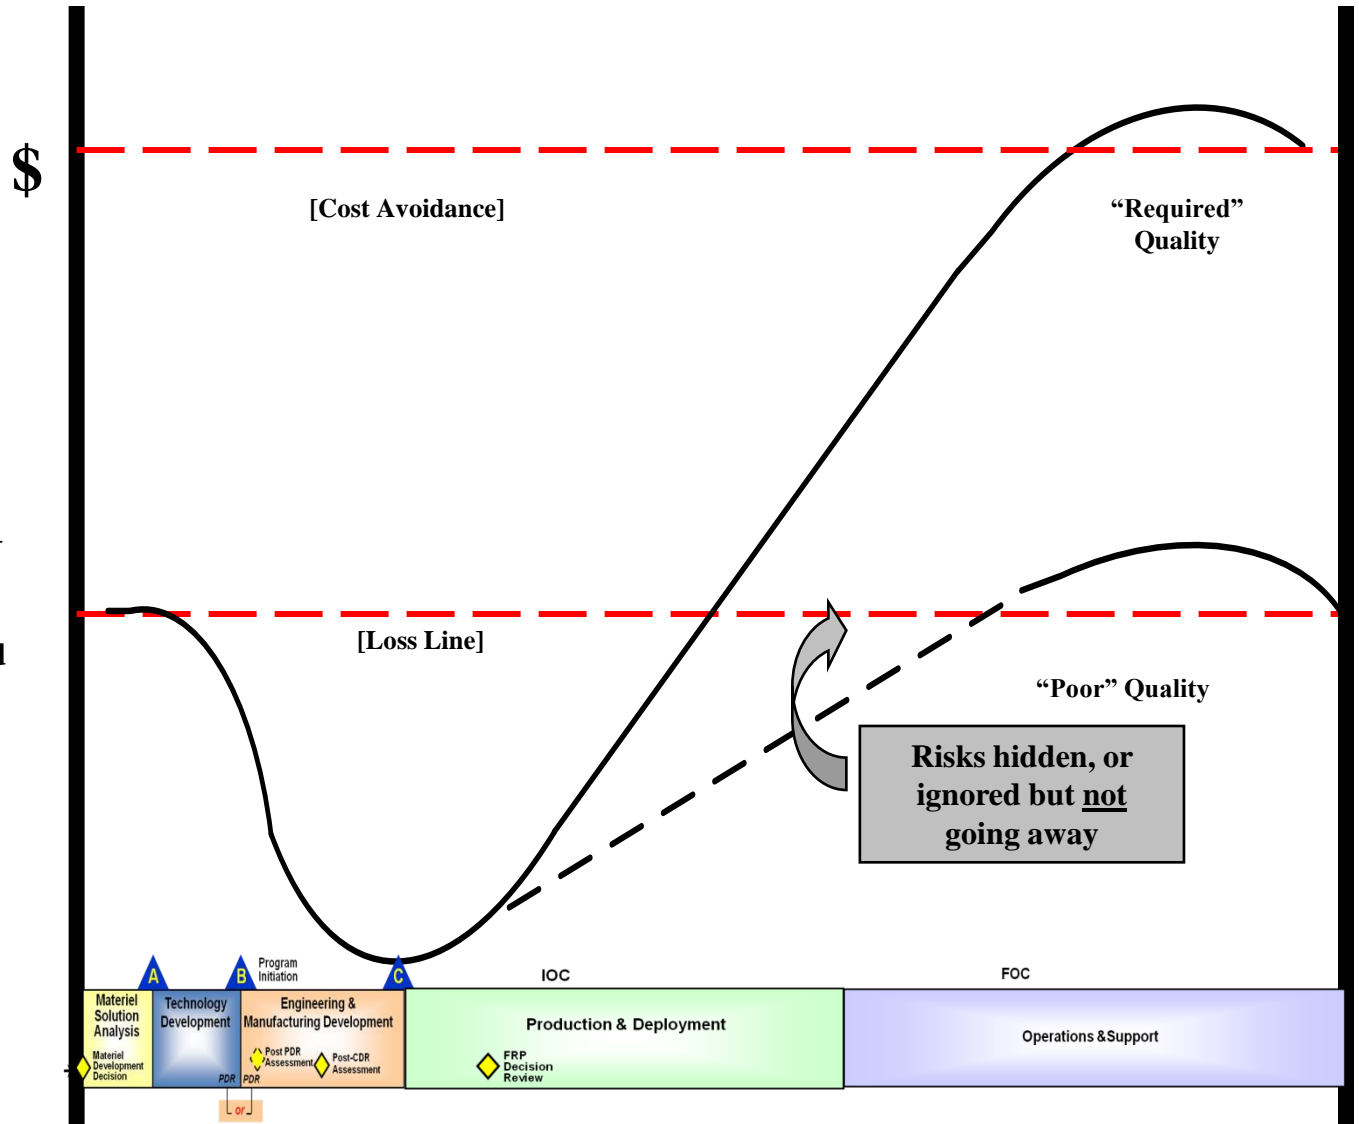 $
[Cost Avoidance]
“Required”
Quality
[Loss Line]
“Poor” Quality
Risks hidden, or
ignored but not
going away
A
B
Program
Initiation
C
IOC
FOC
Materiel
Solution
Analysis
Technology
Development
Engineering &
Manufacturing Development
Production & Deployment
Operations &Support
Materiel
Development
Decision
PDR
PDR
Post PDR
Assessment
Post-CDR
Assessment
FRP
Decision
Review
or